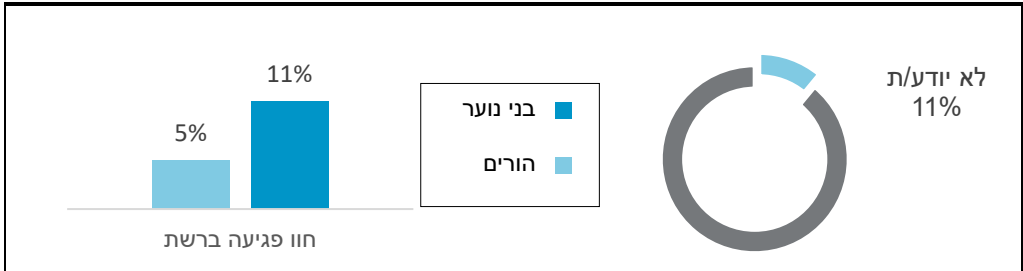 לא יודע/ת
11%
בני נוער
הורים
11%
5%
חוו פגיעה ברשת